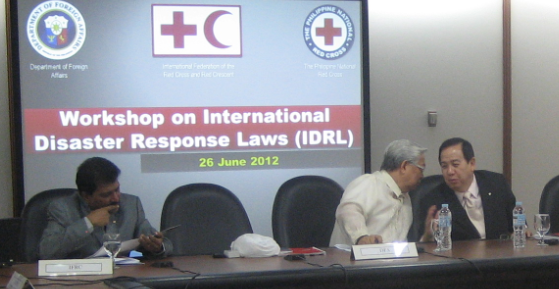 Department of Foreign
Affairs
International Federation of the
Red Cross and Red Crescent
The Philippine National
Red Cross
Workshop on International
Disaster Response Laws (IDRL)
26 June 2012